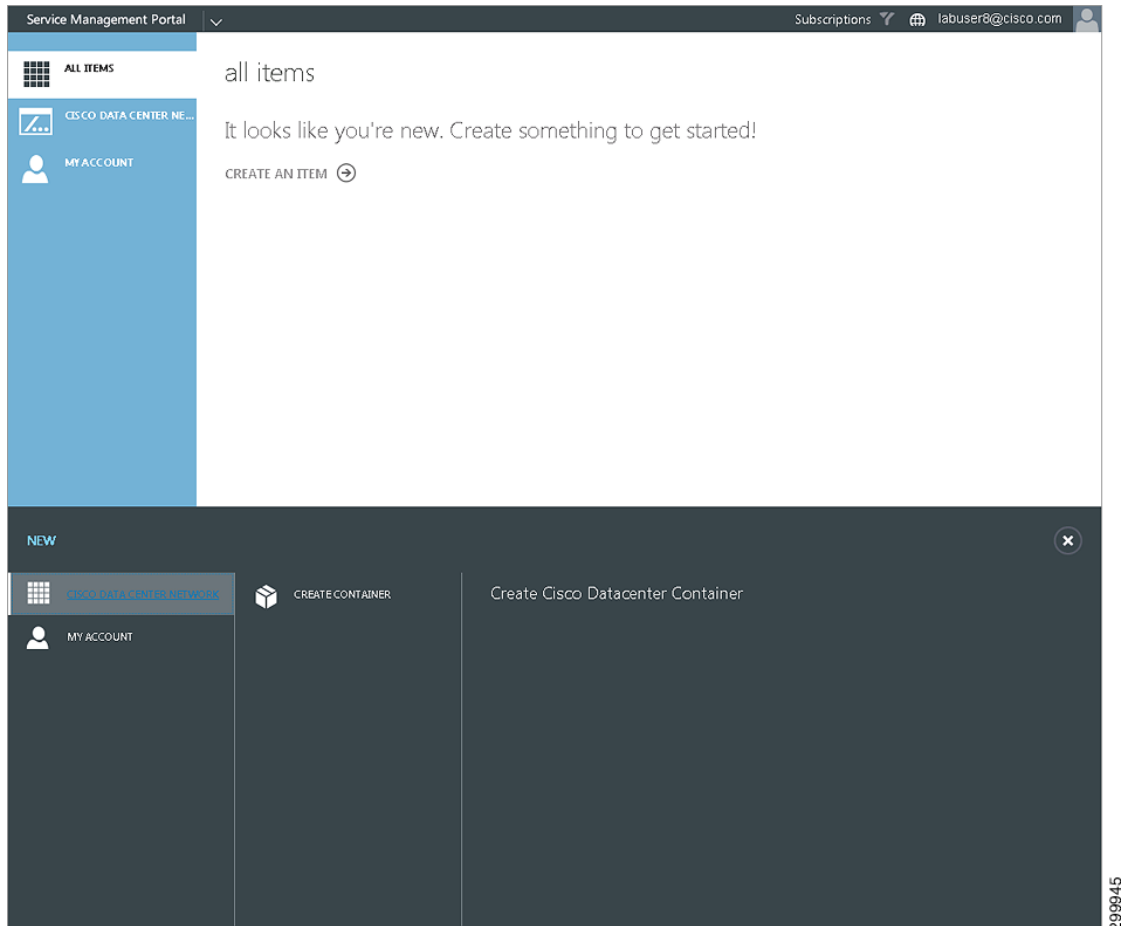 Service Management Portal
Subscriptions
labuser8@cisco.com
ALL ITEMS
CISCO DATA CENTER NE...
MY ACCOUNT
all items
It looks like you're new. Create something to get started!
CREATE AN ITEM
NEW
CISCO DATA CENTER NETWORK
MY ACCOUNT
CREATE CONTAINER
Create Cisco Datacenter Container
299945